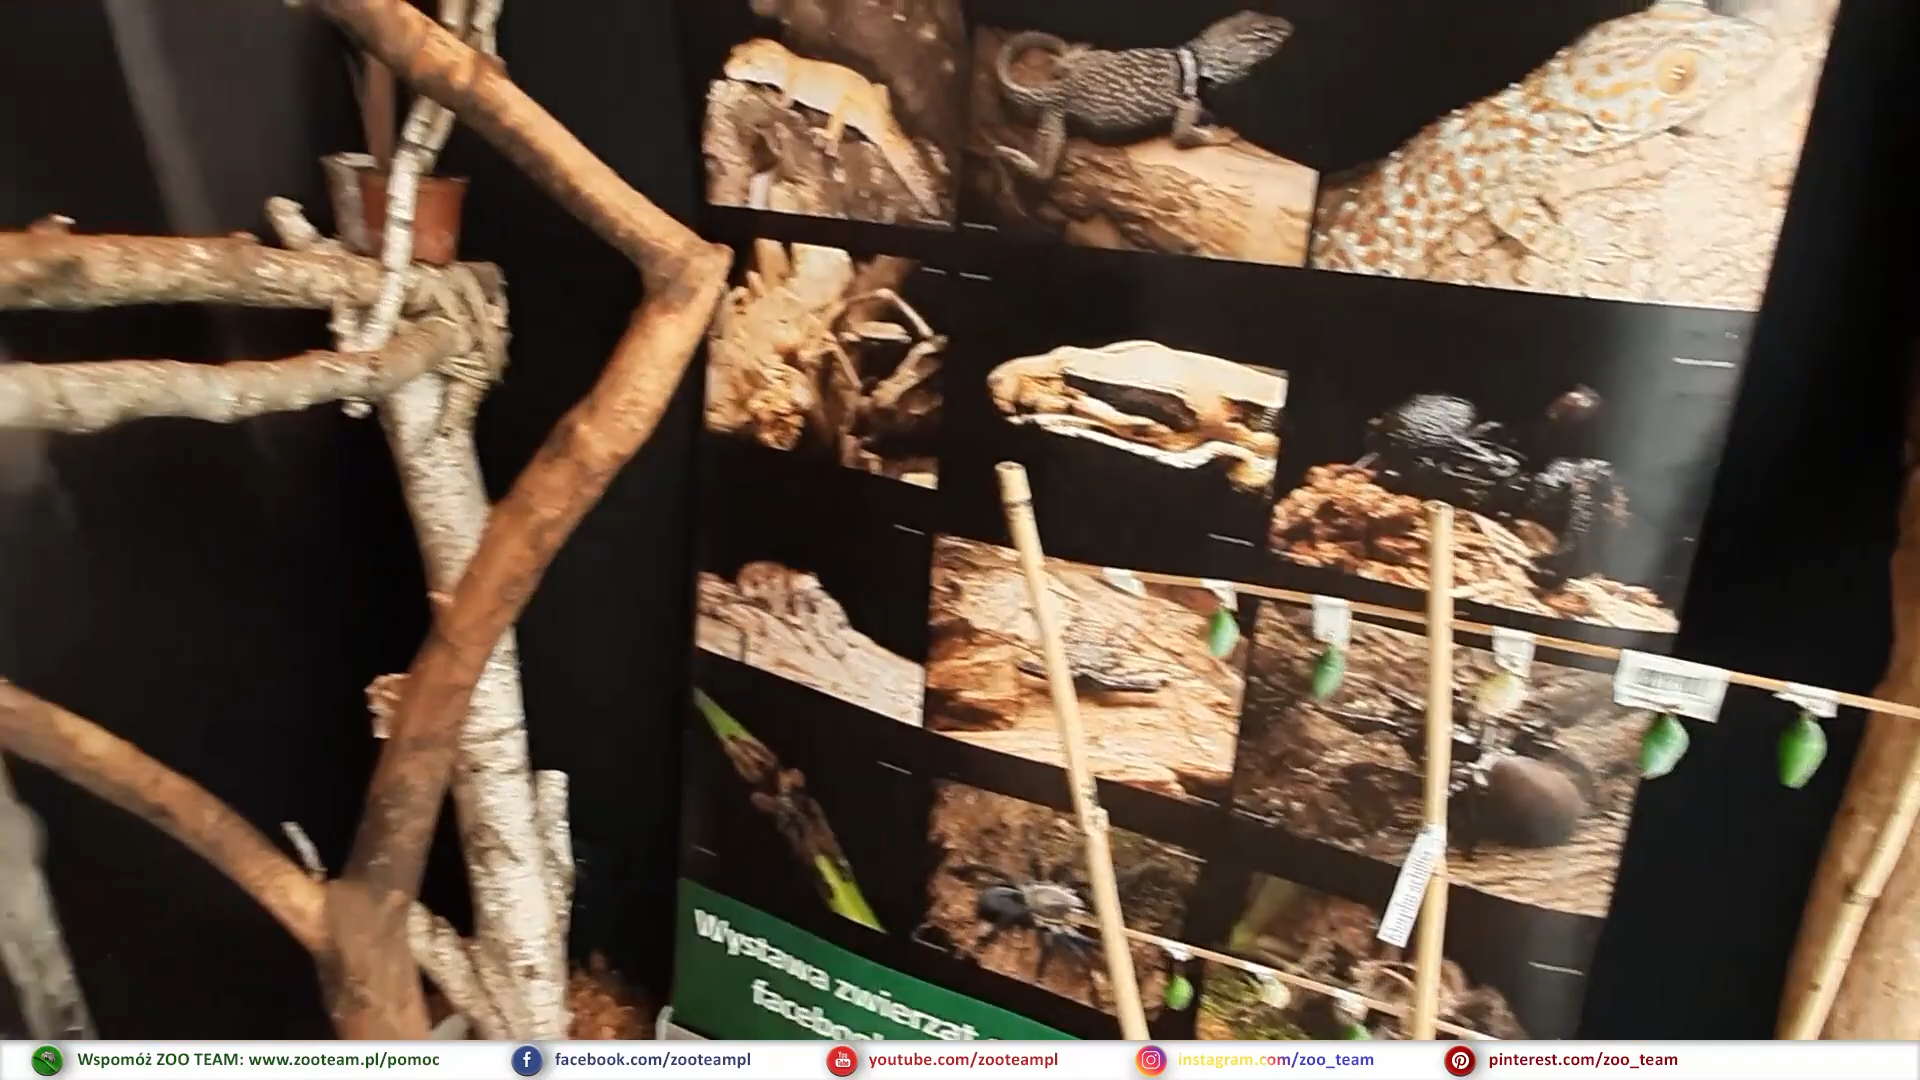 Wystawa zwierząt
facebook
Wspomóż ZOO TEAM: www.zooteam.pl/pomoc
facebook.com/zooteampl
youtube.com/zooteampl
instagram.com/zoo_team
pinterest.com/zoo_team